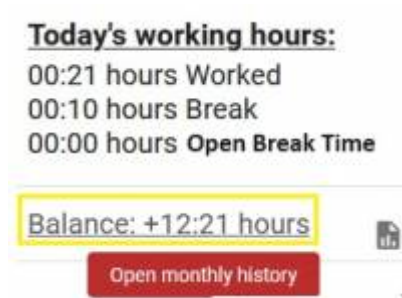 Today's working hours:
00:21 hours Worked
00:10 hours Break
00:00 hours Open Break Time
Balance: +12:21 hours
Open monthly history